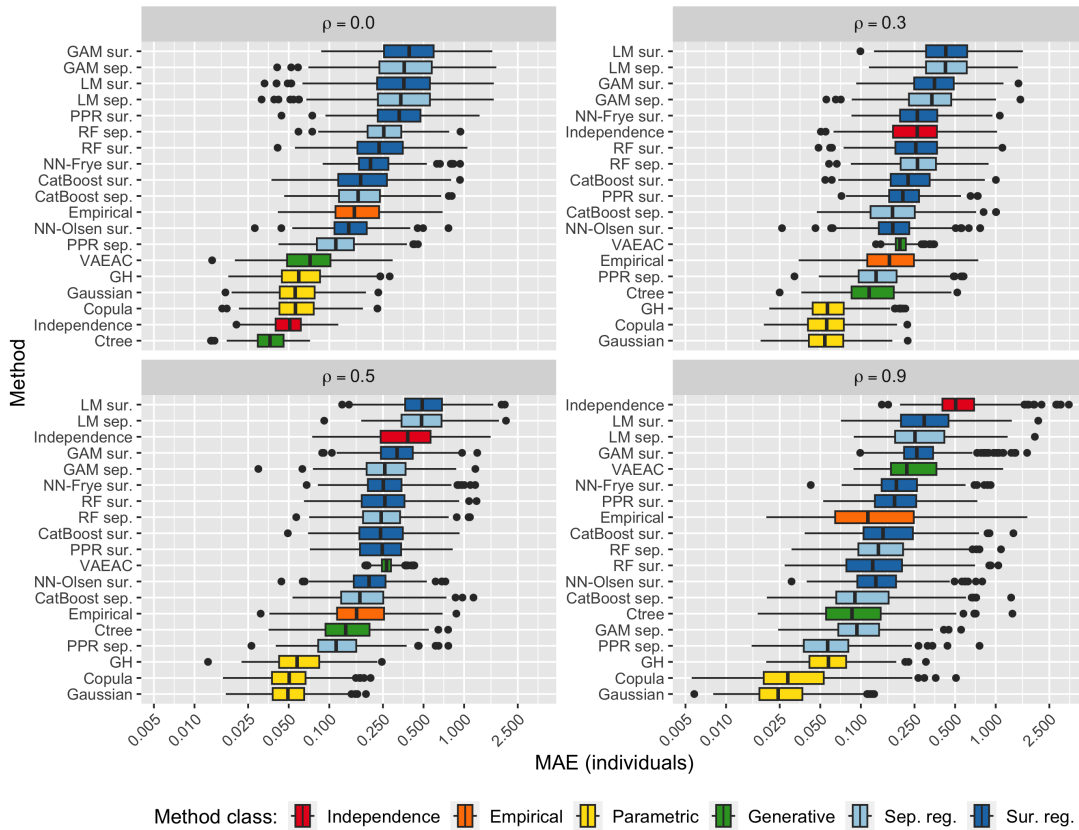 ρ = 0.0
GAM sur.
GAM sep.
LM sur.
LM sep.
PPR sur.
RF sep.
RF sur.
NN-Frye sur.
CatBoost sur.
CatBoost sep.
Empirical
NN-Olsen sur.
PPR sep.
VAEAC
GH
Gaussian
Copula
Independence
Ctree
ρ = 0.3
LM sur.
LM sep.
GAM sur.
GAM sep.
NN-Frye sur.
Independence
RF sur.
RF sep.
CatBoost sur.
PPR sur.
CatBoost sep.
NN-Olsen sur.
VAEAC
Empirical
PPR sep.
Ctree
GH
Copula
Gaussian
Method
ρ = 0.5
LM sur.
LM sep.
Independence
GAM sur.
GAM sep.
NN-Frye sur.
RF sur.
RF sep.
CatBoost sur.
PPR sur.
VAEAC
NN-Olsen sur.
CatBoost sep.
Empirical
Ctree
PPR sep.
GH
Copula
Gaussian
0.005 0.010 0.025 0.050 0.100 0.250 0.500 1.000 2.500
ρ = 0.9
Independence
LM sur.
LM sep.
GAM sur.
VAEAC
NN-Frye sur.
PPR sur.
Empirical
CatBoost sur.
RF sep.
RF sur.
NN-Olsen sur.
CatBoost sep.
Ctree
GAM sep.
PPR sep.
GH
Copula
Gaussian
0.005 0.010 0.025 0.050 0.100 0.250 0.500 1.000 2.500
MAE (individuals)
Method class: Independence Empirical Parametric Generative Sep. reg. Sur. reg.